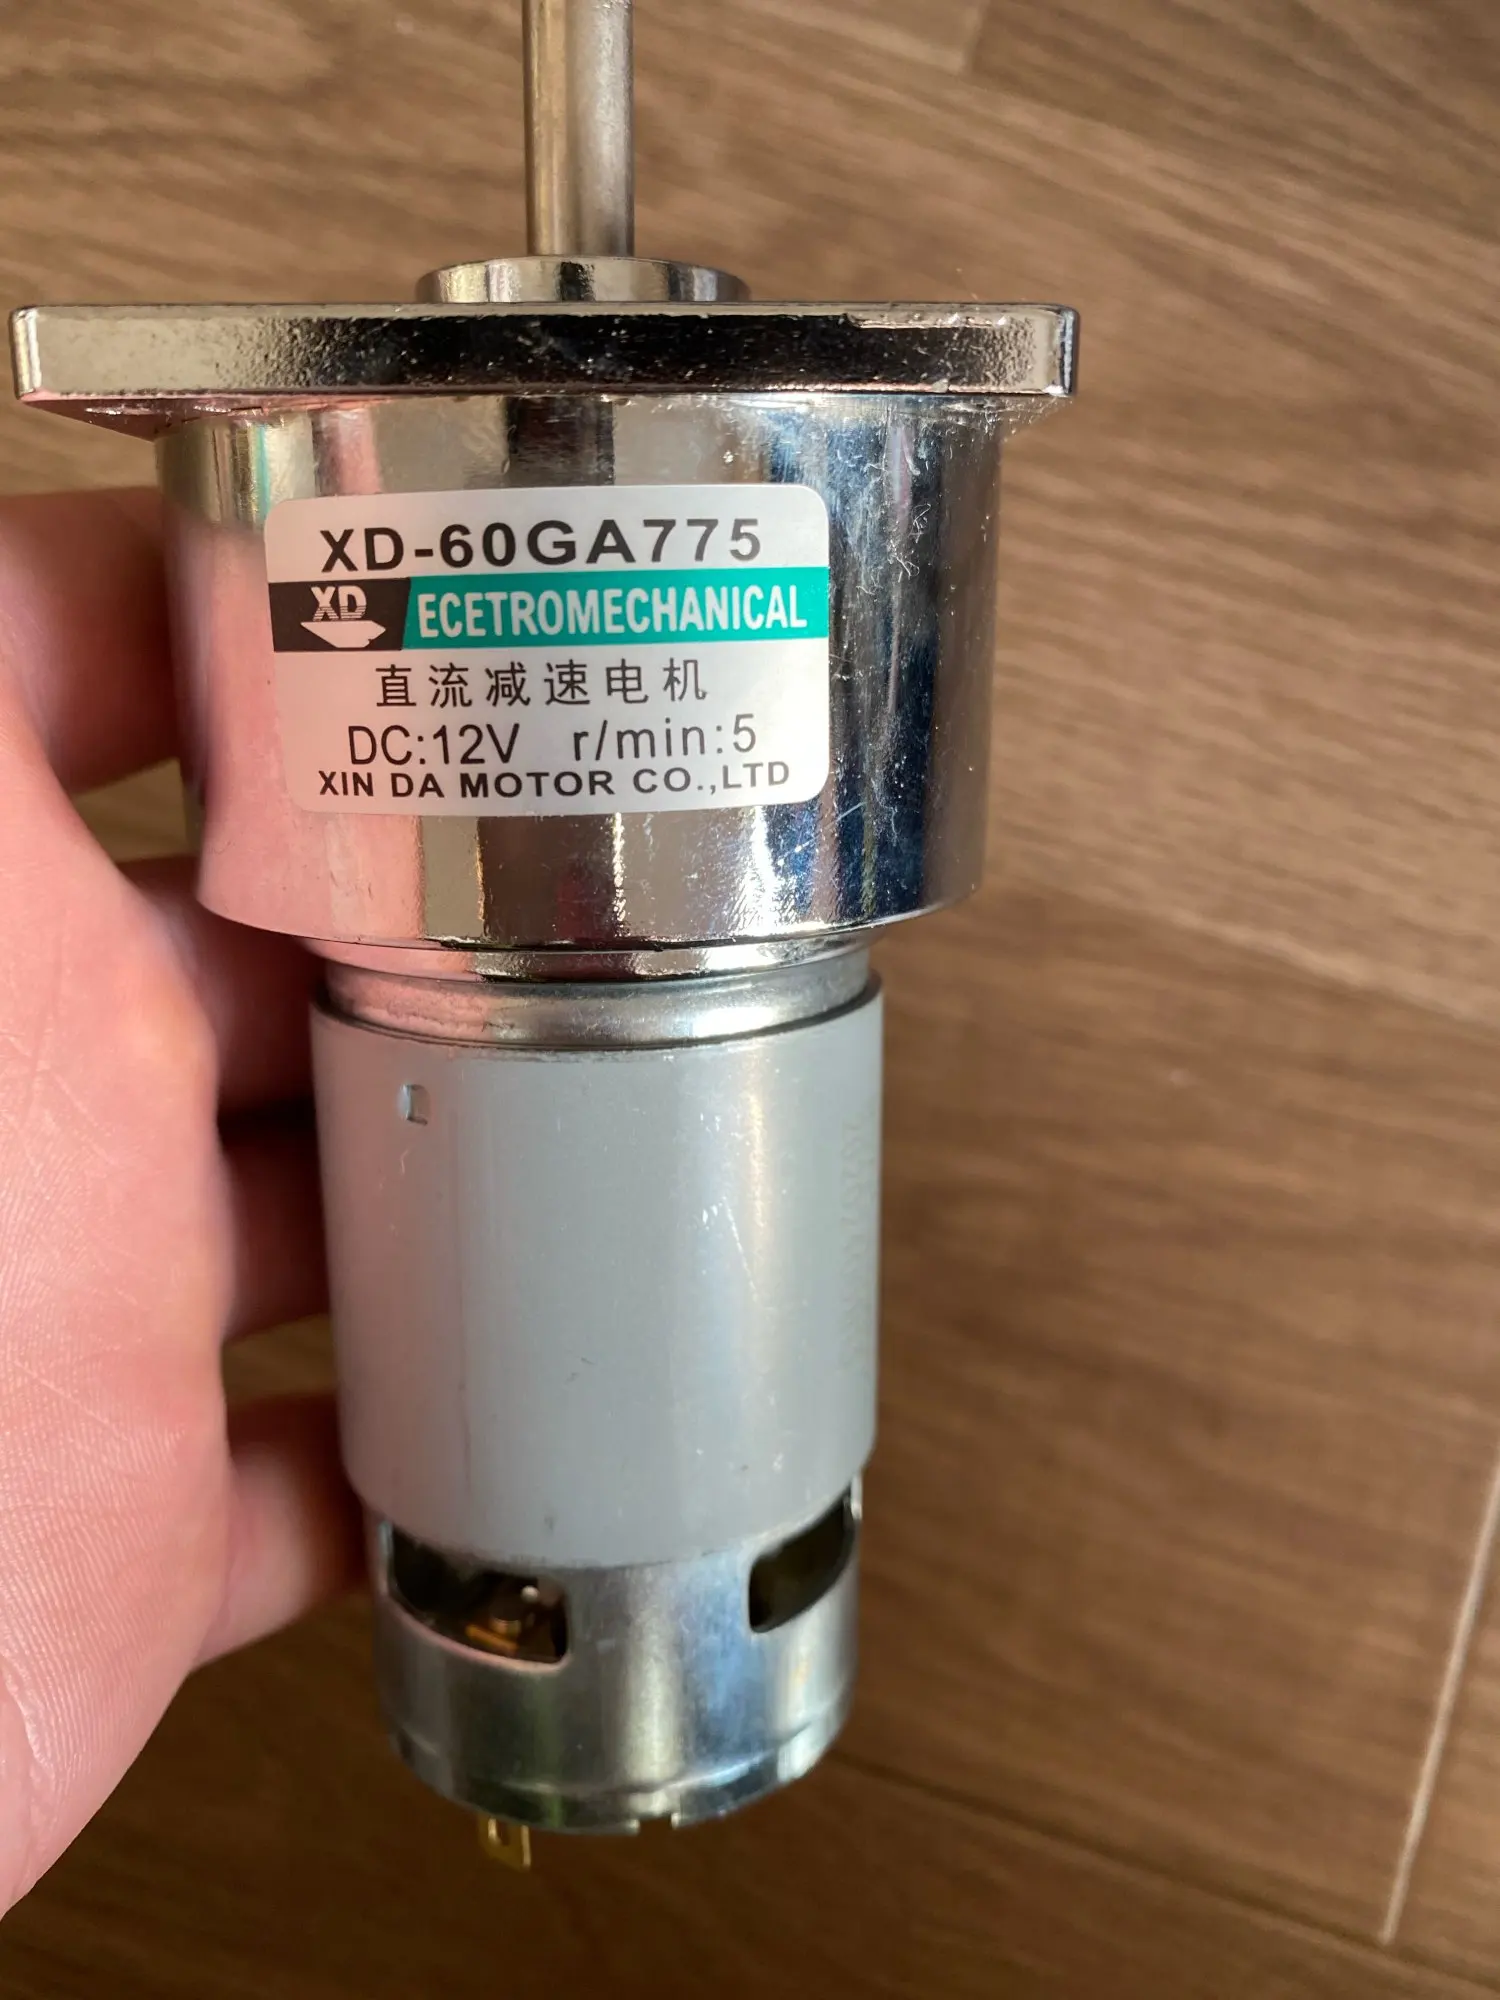 XD-60GA775
XD ECETROMECHANICAL
直流减速电机
DC:12V r/min:5
XIN DA MOTOR CO.,LTD